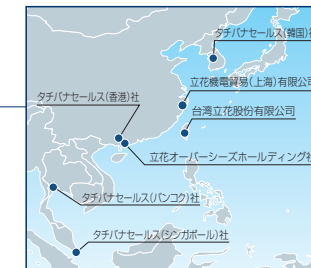 タチバナセールス(韓国)社
立花機電貿易(上海)有限公司
タチバナセールス(香港)社
台湾立花股份有限公司
立花オーバーシーズホールディング社
タチバナセールス(バンコク)社
タチバナセールス(シンガポール)社